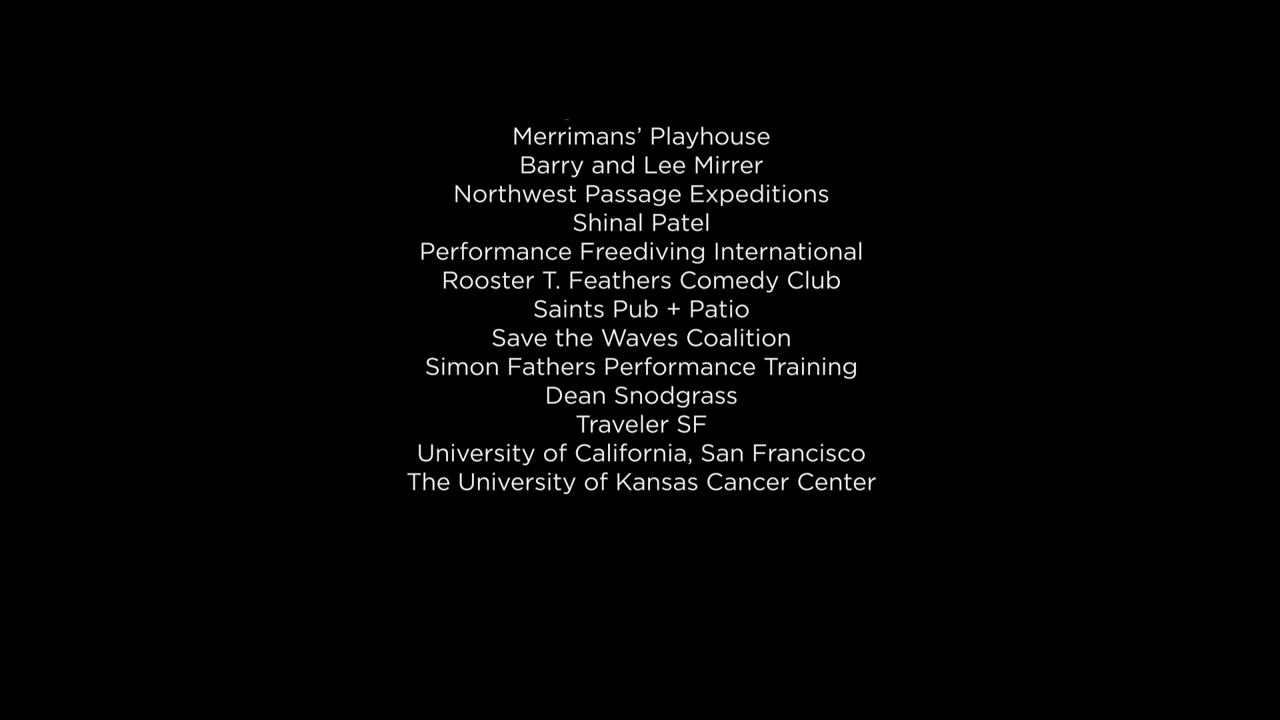 Merrimans’ Playhouse
Barry and Lee Mirrer
Northwest Passage Expeditions
Shinal Patel
Performance Freediving International
Rooster T. Feathers Comedy Club
Saints Pub + Patio
Save the Waves Coalition
Simon Fathers Performance Training
Dean Snodgrass
Traveler SF
University of California, San Francisco
The University of Kansas Cancer Center